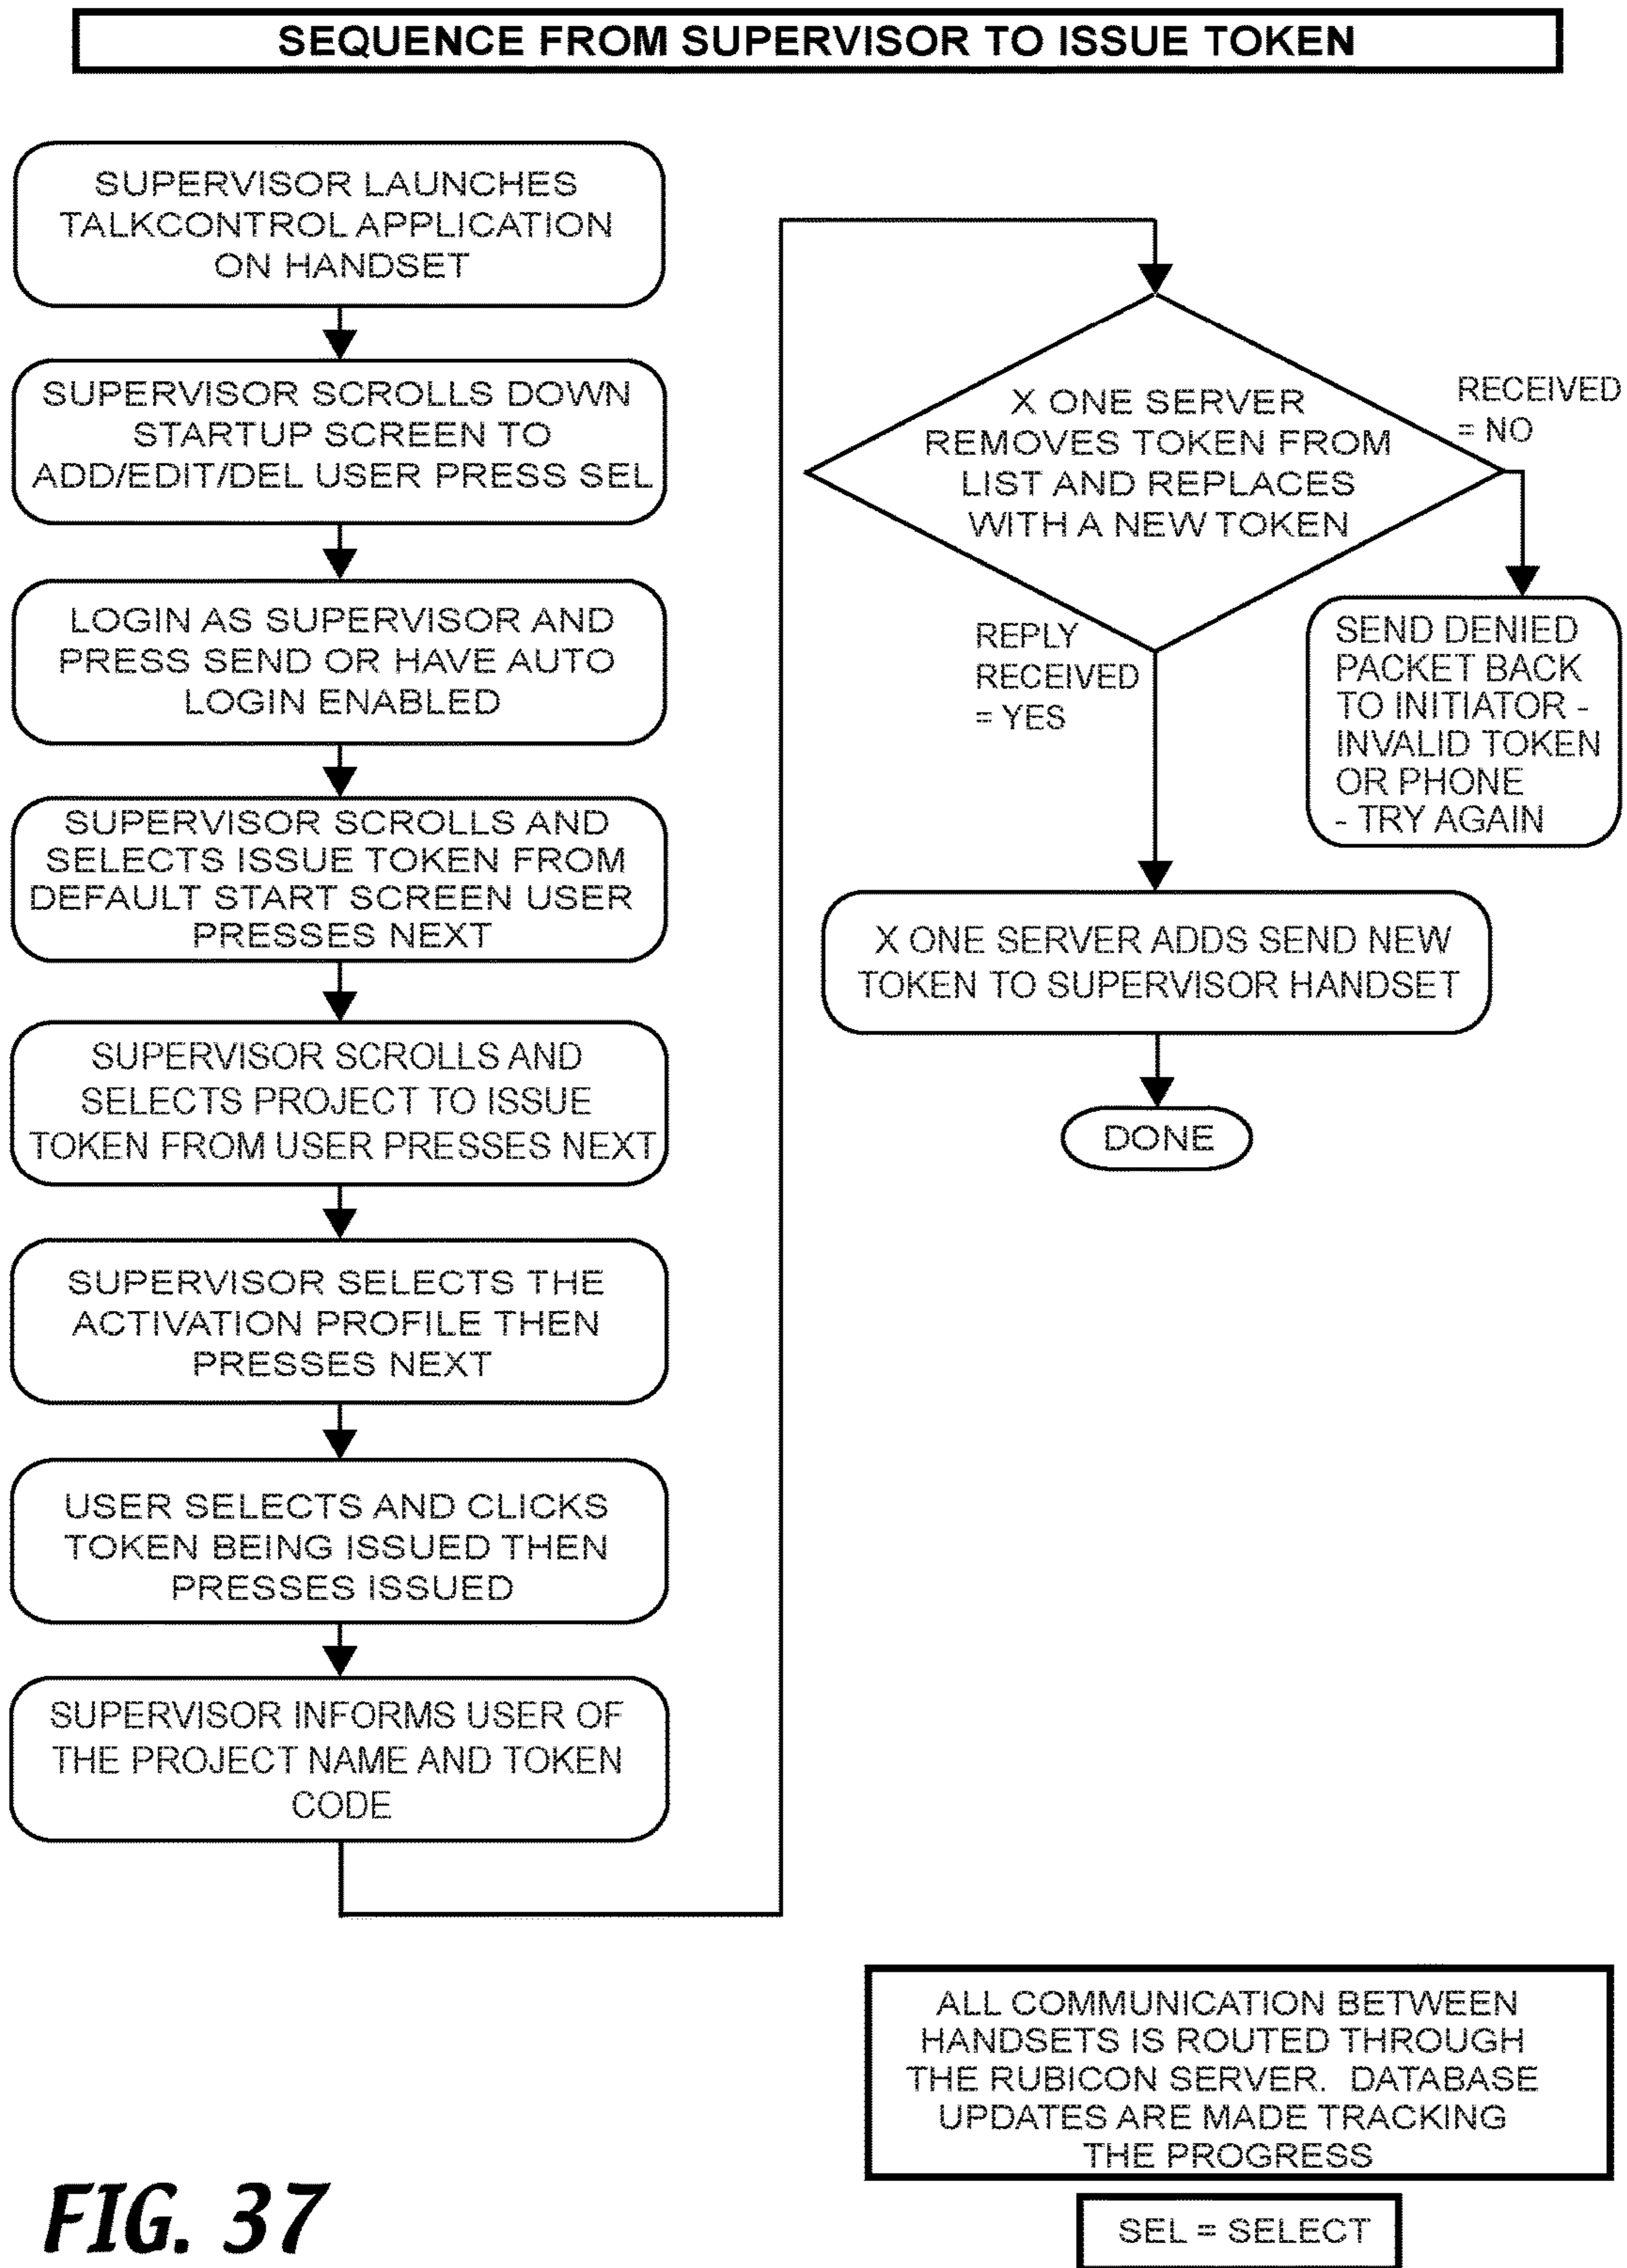 SEQUENCE FROM SUPERVISOR TO ISSUE TOKEN
SUPERVISOR LAUNCHES
TALKCONTROL APPLICATION
ON HANDSET
SUPERVISOR SCROLLS DOWN
STARTUP SCREEN TO
ADD/EDIT/DEL USER PRESS SEL
LOGIN AS SUPERVISOR AND
PRESS SEND OR HAVE AUTO
LOGIN ENABLED
SUPERVISOR SCROLLS AND
SELECTS ISSUE TOKEN FROM
DEFAULT START SCREEN USER
PRESSES NEXT
SUPERVISOR SCROLLS AND
SELECTS PROJECT TO ISSUE
TOKEN FROM USER PRESSES NEXT
SUPERVISOR SELECTS THE
ACTIVATION PROFILE THEN
PRESSES NEXT
USER SELECTS AND CLICKS
TOKEN BEING ISSUED THEN
PRESSES ISSUED
SUPERVISOR INFORMS USER OF
THE PROJECT NAME AND TOKEN
CODE
X ONE SERVER
REMOVES TOKEN FROM
LIST AND REPLACES
WITH A NEW TOKEN
RECEIVED
= NO
SEND DENIED
PACKET BACK
TO INITIATOR -
INVALID TOKEN
OR PHONE
- TRY AGAIN
REPLY
RECEIVED
= YES
X ONE SERVER ADDS SEND NEW
TOKEN TO SUPERVISOR HANDSET
DONE
ALL COMMUNICATION BETWEEN
HANDSETS IS ROUTED THROUGH
THE RUBICON SERVER. DATABASE
UPDATES ARE MADE TRACKING
THE PROGRESS
SEL = SELECT
FIG. 37